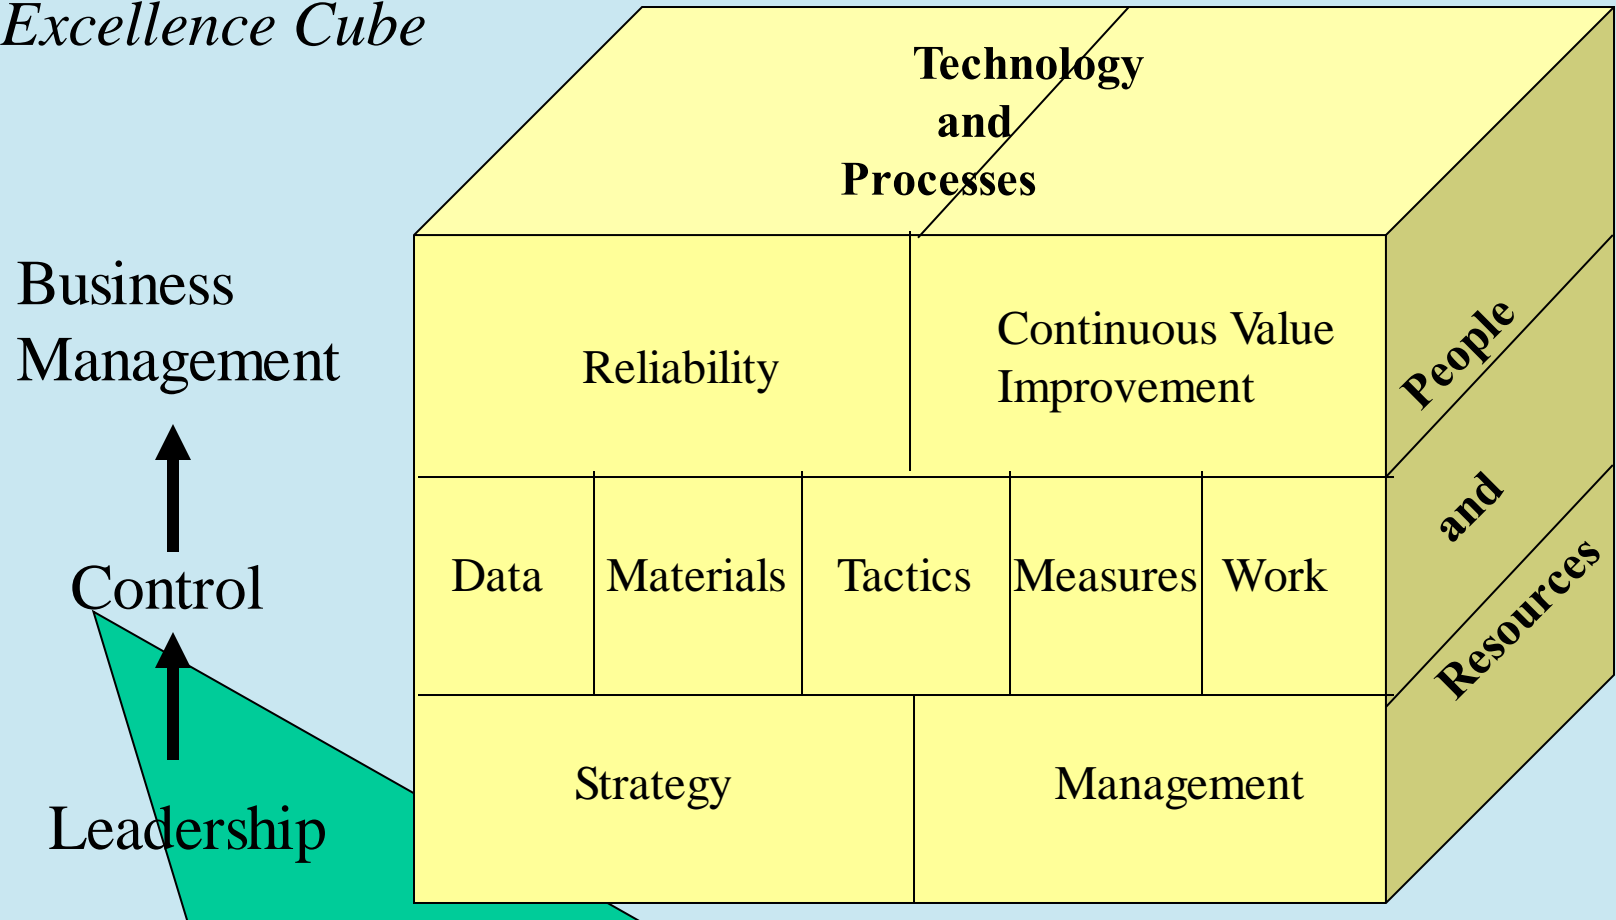 Excellence Cube
Technology
and
Processes
Business
Management
Reliability
Continuous Value
Improvement
People
and
Resources
Control
Data
Materials
Tactics
Measures
Work
Leadership
Strategy
Management